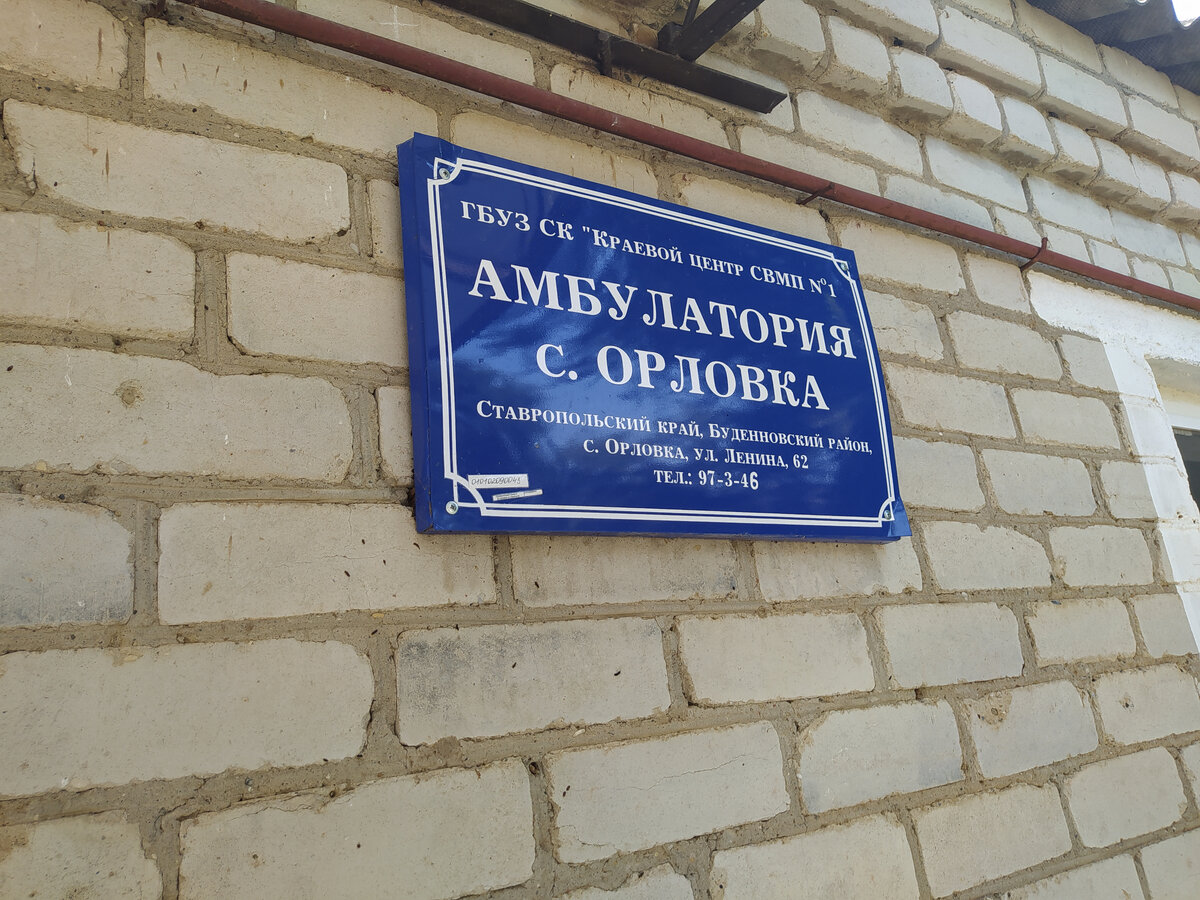 ГБУЗ СК "КРАЕВОЙ ЦЕНТР СВМП №1
АМБУЛАТОРИЯ
С. ОРЛОВКА
СТАВРОПОЛЬСКИЙ КРАЙ, БУДЕННОВСКИЙ РАЙОН,
С. ОРЛОВКА, УЛ. ЛЕНИНА, 62
ТЕЛ.: 97-3-46